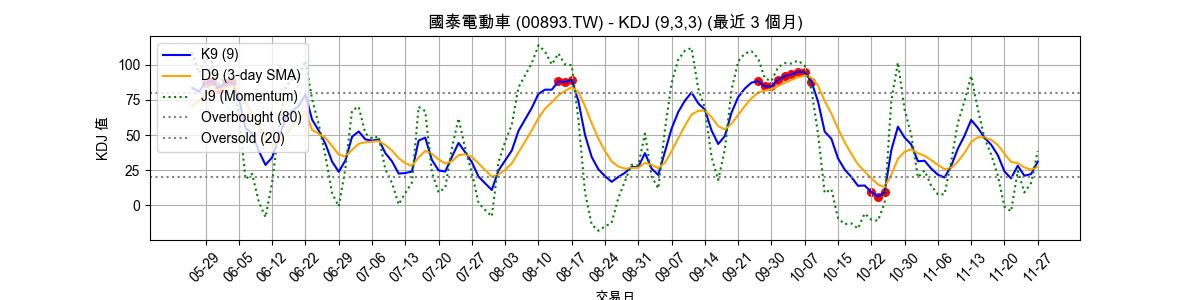 國泰電動車 (00893.TW) - KDJ (9,3,3) (最近 3 個月)
K9 (9)
D9 (3-day SMA)
J9 (Momentum)
Overbought (80)
Oversold (20)
KDJ 值
100
75
50
25
0
05-29 06-05 06-12 06-22 06-29 07-06 07-13 07-20 07-27 08-03 08-10 08-17 08-24 08-31 09-07 09-14 09-21 09-30 10-07 10-15 10-22 10-30 11-06 11-13 11-20 11-27
交易日